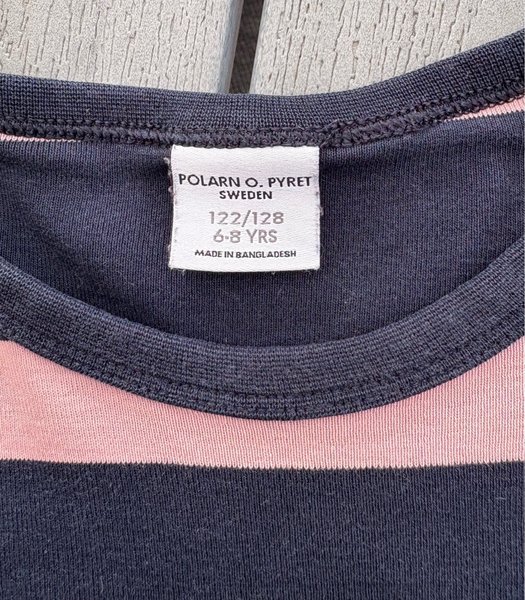 POLARN O. PYRET
SWEDEN
122/128
6-8 YRS
MADE IN BANGLADESH